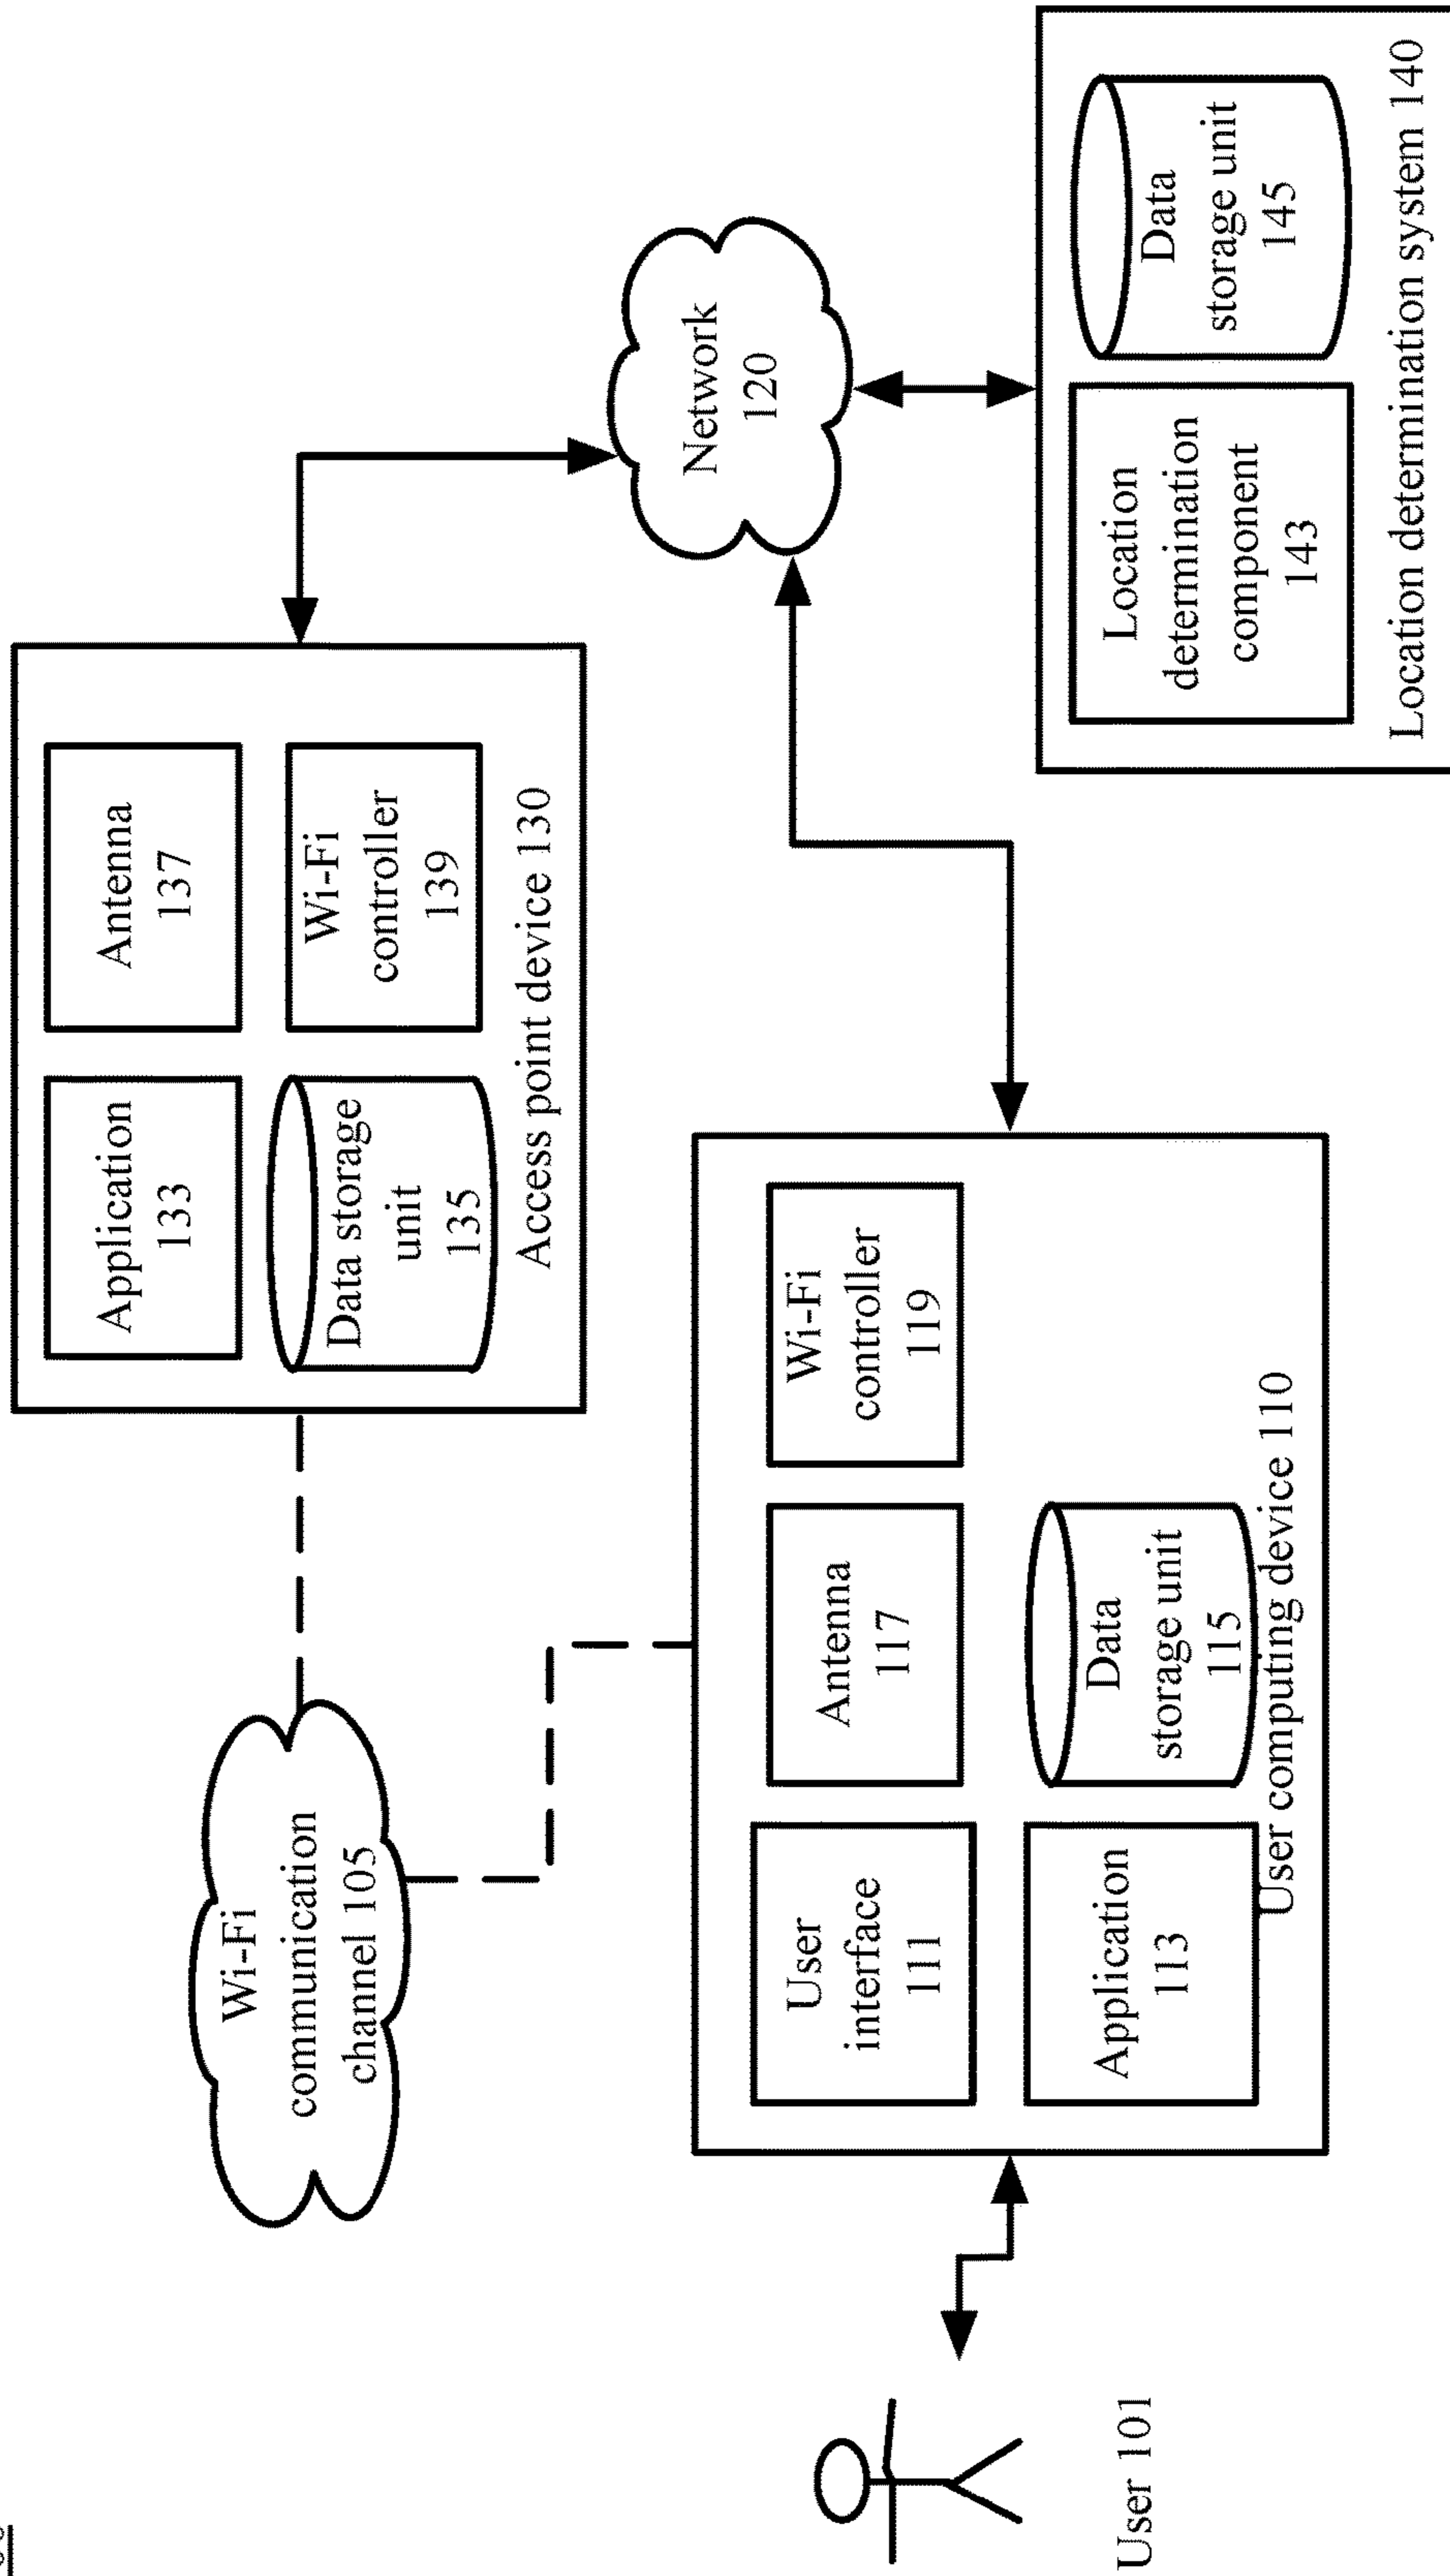 Wi-Fi
communication
channel 105
Application
133
Antenna
137
Data storage
unit
135
Wi-Fi
controller
139
Access point device 130
Network
120
User 101
User
interface
111
Antenna
117
Wi-Fi
controller
119
Application
113
Data
storage unit
115
User computing device 110
Location
determination
component
143
Data
storage unit
145
Location determination system 140